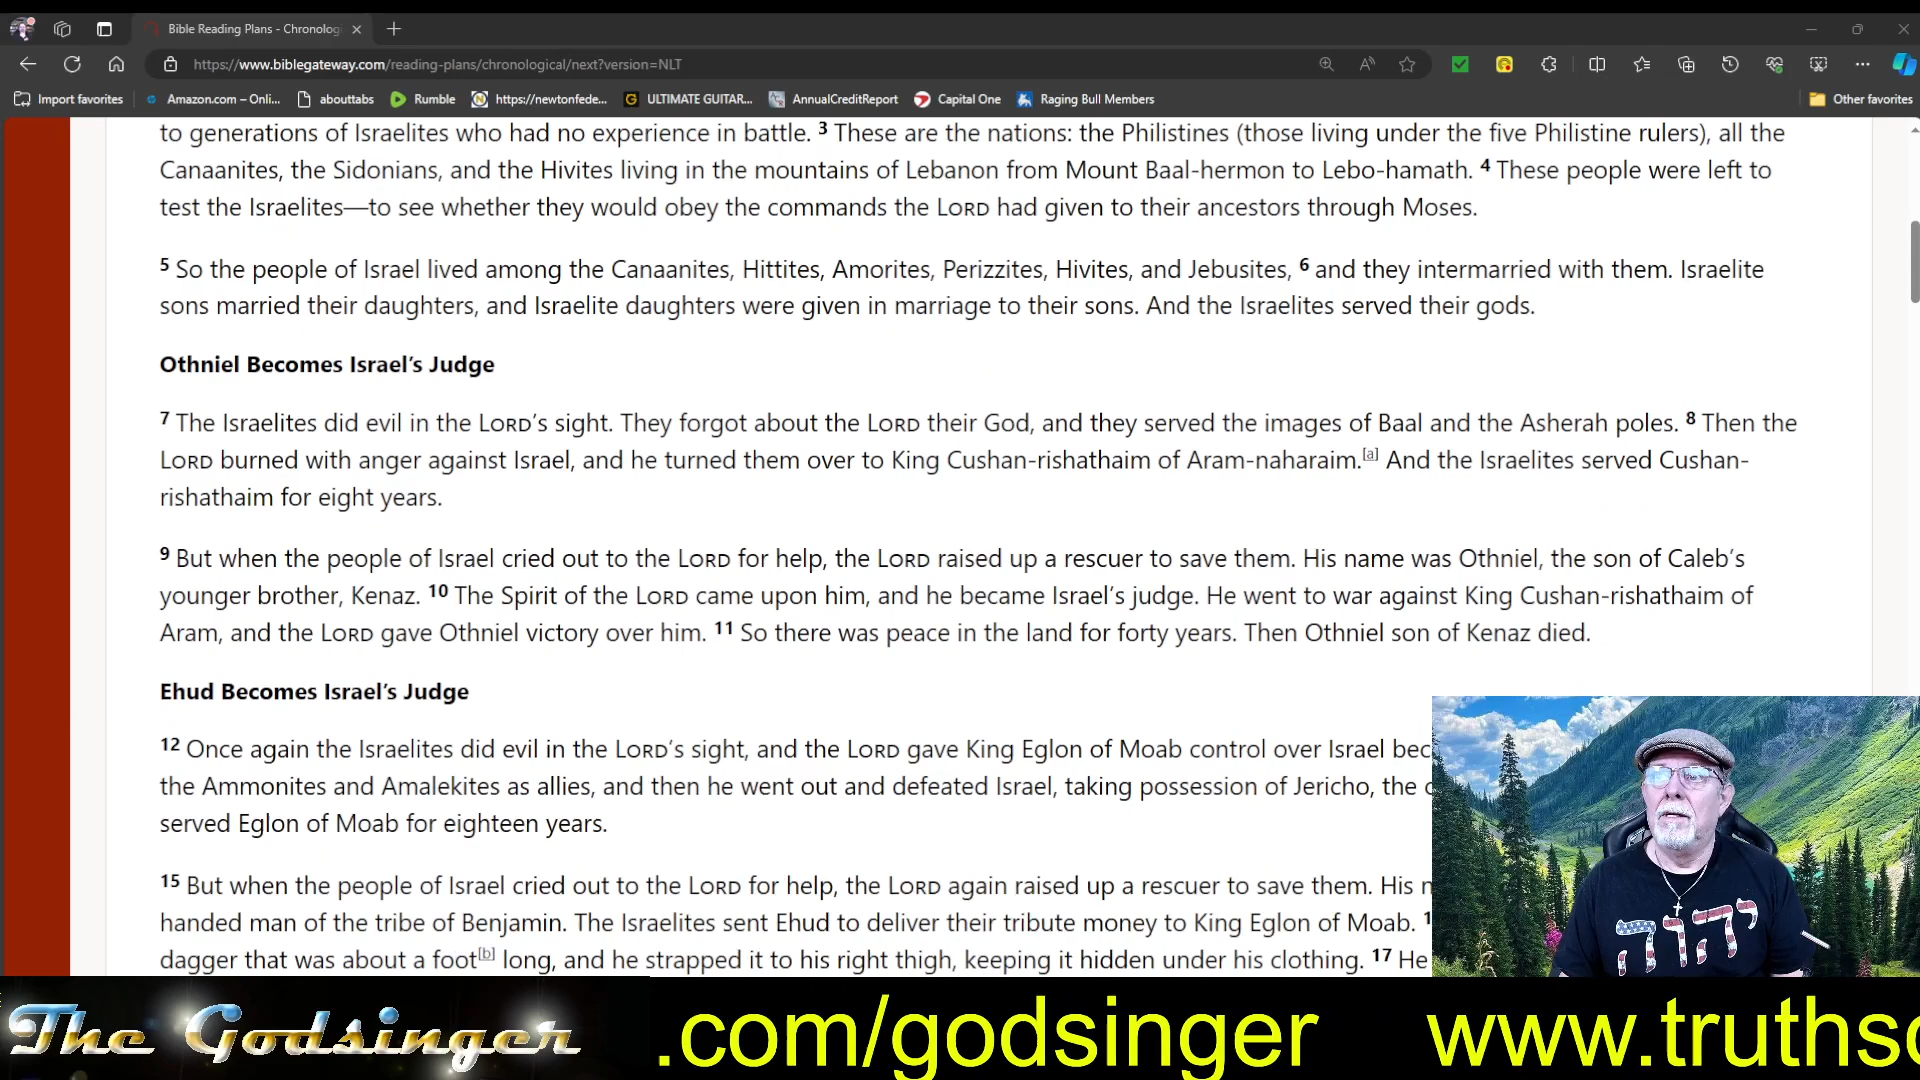 Bible Reading Plans - Chronologi
https://www.biblegateway.com/reading-plans/chronological/next?version=NLT
Import favorites Amazon.com – Onli... abouttabs Rumble https://newtonfede... ULTIMATE GUITAR... AnnualCreditReport Capital One Raging Bull Members Other favorites
to generations of Israelites who had no experience in battle. 3 These are the nations: the Philistines (those living under the five Philistine rulers), all the
Canaanites, the Sidonians, and the Hivites living in the mountains of Lebanon from Mount Baal-hermon to Lebo-hamath. 4 These people were left to
test the Israelites—to see whether they would obey the commands the LORD had given to their ancestors through Moses.
5 So the people of Israel lived among the Canaanites, Hittites, Amorites, Perizzites, Hivites, and Jebusites, 6 and they intermarried with them. Israelite
sons married their daughters, and Israelite daughters were given in marriage to their sons. And the Israelites served their gods.
Othniel Becomes Israel’s Judge
7 The Israelites did evil in the LORD’s sight. They forgot about the LORD their God, and they served the images of Baal and the Asherah poles. 8 Then the
LORD burned with anger against Israel, and he turned them over to King Cushan-rishathaim of Aram-naharaim.[a] And the Israelites served Cushan-
rishathaim for eight years.
9 But when the people of Israel cried out to the LORD for help, the LORD raised up a rescuer to save them. His name was Othniel, the son of Caleb’s
younger brother, Kenaz. 10 The Spirit of the LORD came upon him, and he became Israel’s judge. He went to war against King Cushan-rishathaim of
Aram, and the LORD gave Othniel victory over him. 11 So there was peace in the land for forty years. Then Othniel son of Kenaz died.
Ehud Becomes Israel’s Judge
12 Once again the Israelites did evil in the LORD’s sight, and the LORD gave King Eglon of Moab control over Israel bec
the Ammonites and Amalekites as allies, and then he went out and defeated Israel, taking possession of Jericho, the c
served Eglon of Moab for eighteen years.
15 But when the people of Israel cried out to the LORD for help, the LORD again raised up a rescuer to save them. His n
handed man of the tribe of Benjamin. The Israelites sent Ehud to deliver their tribute money to King Eglon of Moab. 1
dagger that was about a foot[b] long, and he strapped it to his right thigh, keeping it hidden under his clothing. 17 He
יהוה
The Godsinger .com/godsinger www.truthso